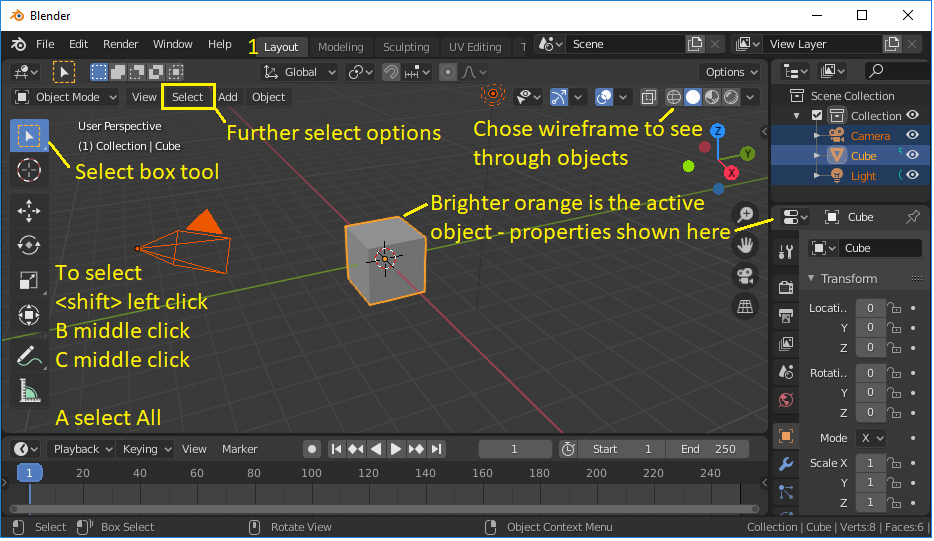 Blender
File Edit Render Window Help 1 Layout Modeling Sculpting UV Editing T Scene View Layer
Global Options
Object Mode View Select Add Object
Scene Collection
Collection
Camera
Cube
Light
User Perspective
(1) Collection | Cube
Further select options
Chose wireframe to see
through objects
Z
Y
X
Select box tool
Brighter orange is the active
object - properties shown here
To select
<shift> left click
B middle click
C middle click
A select All
Cube
Cube
Transform
Locati.. 0
Y 0
Z 0
Rotati.. 0
Y 0
Z 0
Mode X
Scale X 1
Y 1
Z 1
Playback Keying View Marker 1 Start 1 End 250
1 20 40 60 80 100 120 140 160 180 200 220 240
Select Box Select Rotate View Object Context Menu Collection | Cube | Verts:8 | Faces:6 |